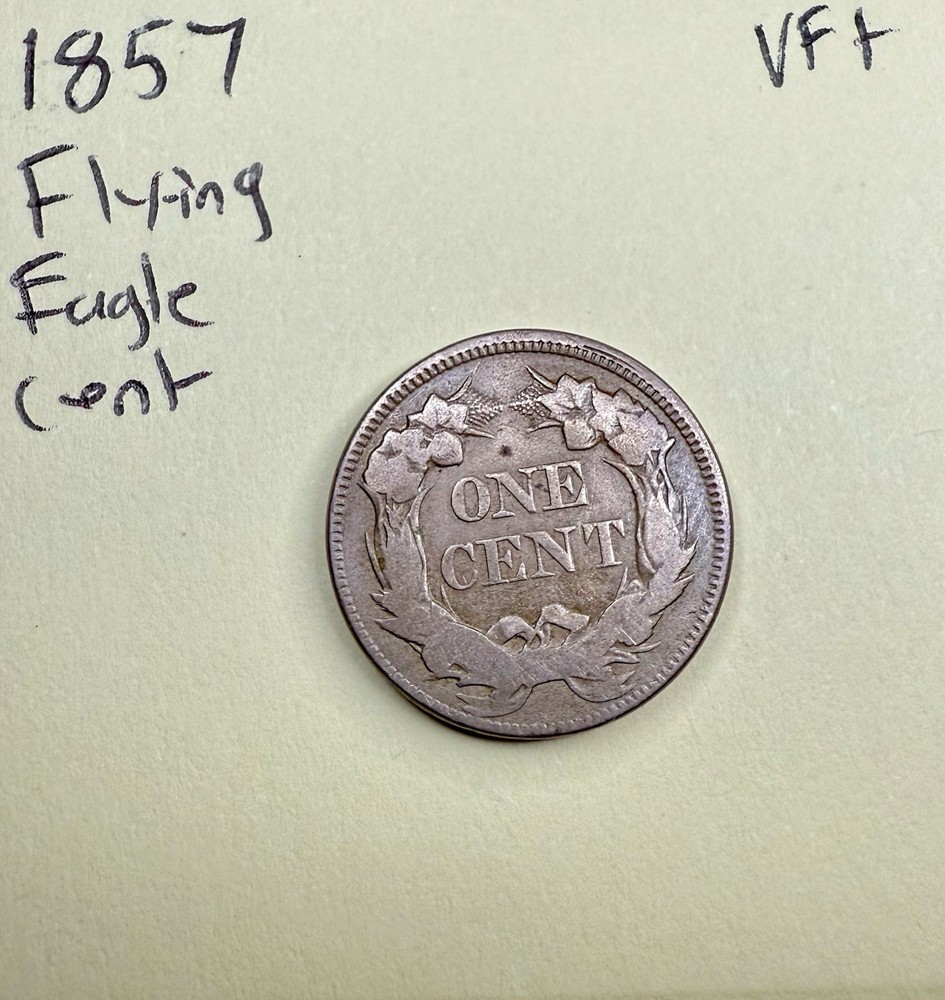 1857
VF+
Flying
Eagle
Cent
ONE
CENT